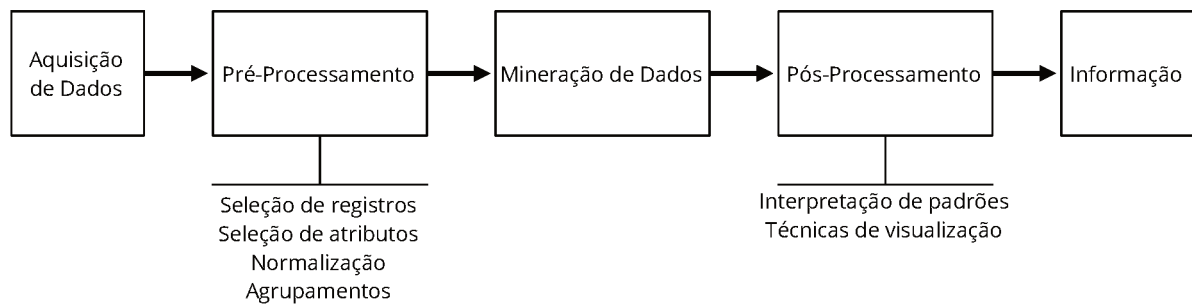 Aquisição
de Dados
Pré-Processamento
Mineração de Dados
Pós-Processamento
Informação
Seleção de registros
Seleção de atributos
Normalização
Agrupamentos
Interpretação de padrões
Técnicas de visualização